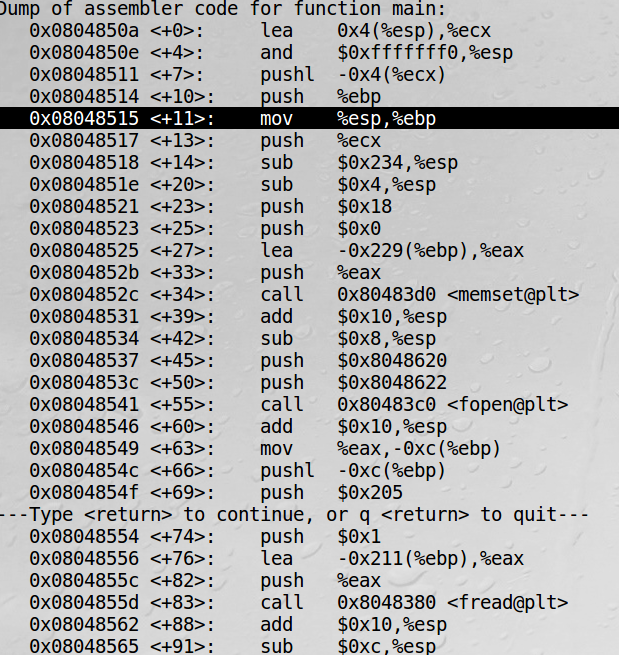 Dump of assembler code for function main:
0x0804850a <+0>: lea 0x4(%esp),%ecx
0x0804850e <+4>: and $0xfffffff0,%esp
0x08048511 <+7>: pushl -0x4(%ecx)
0x08048514 <+10>: push %ebp
0x08048515 <+11>: mov %esp,%ebp
0x08048517 <+13>: push %ecx
0x08048518 <+14>: sub $0x234,%esp
0x0804851e <+20>: sub $0x4,%esp
0x08048521 <+23>: push $0x18
0x08048523 <+25>: push $0x0
0x08048525 <+27>: lea -0x229(%ebp),%eax
0x0804852b <+33>: push %eax
0x0804852c <+34>: call 0x80483d0 <memset@plt>
0x08048531 <+39>: add $0x10,%esp
0x08048534 <+42>: sub $0x8,%esp
0x08048537 <+45>: push $0x8048620
0x0804853c <+50>: push $0x8048622
0x08048541 <+55>: call 0x80483c0 <fopen@plt>
0x08048546 <+60>: add $0x10,%esp
0x08048549 <+63>: mov %eax,-0xc(%ebp)
0x0804854c <+66>: pushl -0xc(%ebp)
0x0804854f <+69>: push $0x205
---Type <return> to continue, or q <return> to quit---
0x08048554 <+74>: push $0x1
0x08048556 <+76>: lea -0x211(%ebp),%eax
0x0804855c <+82>: push %eax
0x0804855d <+83>: call 0x8048380 <fread@plt>
0x08048562 <+88>: add $0x10,%esp
0x08048565 <+91>: sub $0xc,%esp